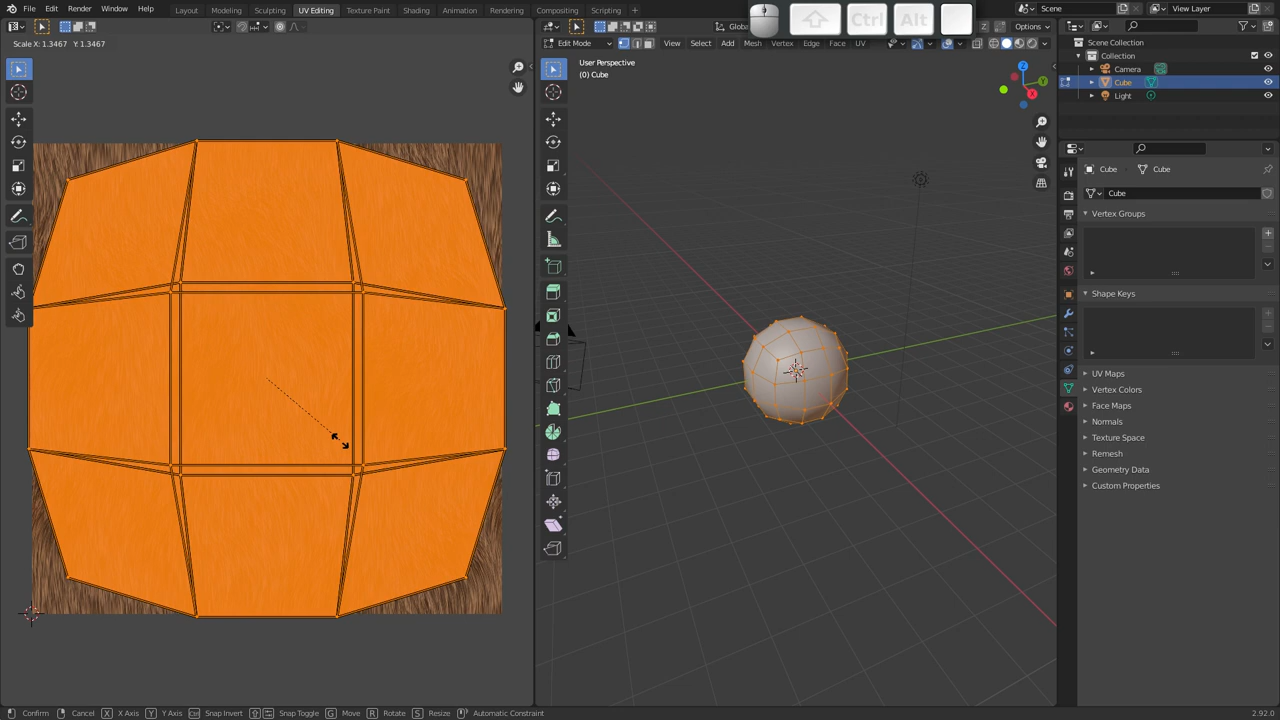 File Edit Render Window Help Layout Modeling Sculpting UV Editing Texture Paint Shading Animation Rendering Compositing Scripting + Scene View Layer
Ctrl Alt
Global Options
Scale X: 1.3467 Y: 1.3467
Edit Mode View Select Add Mesh Vertex Edge Face UV
Scene Collection
Collection
Camera
Cube
Light
User Perspective
(0) Cube
Z
Y
X
Cube Cube
Cube
Vertex Groups
Shape Keys
UV Maps
Vertex Colors
Face Maps
Normals
Texture Space
Remesh
Geometry Data
Custom Properties
Confirm Cancel X X Axis Y Y Axis Snap Invert Snap Toggle G Move R Rotate S Resize Automatic Constraint 2.92.0